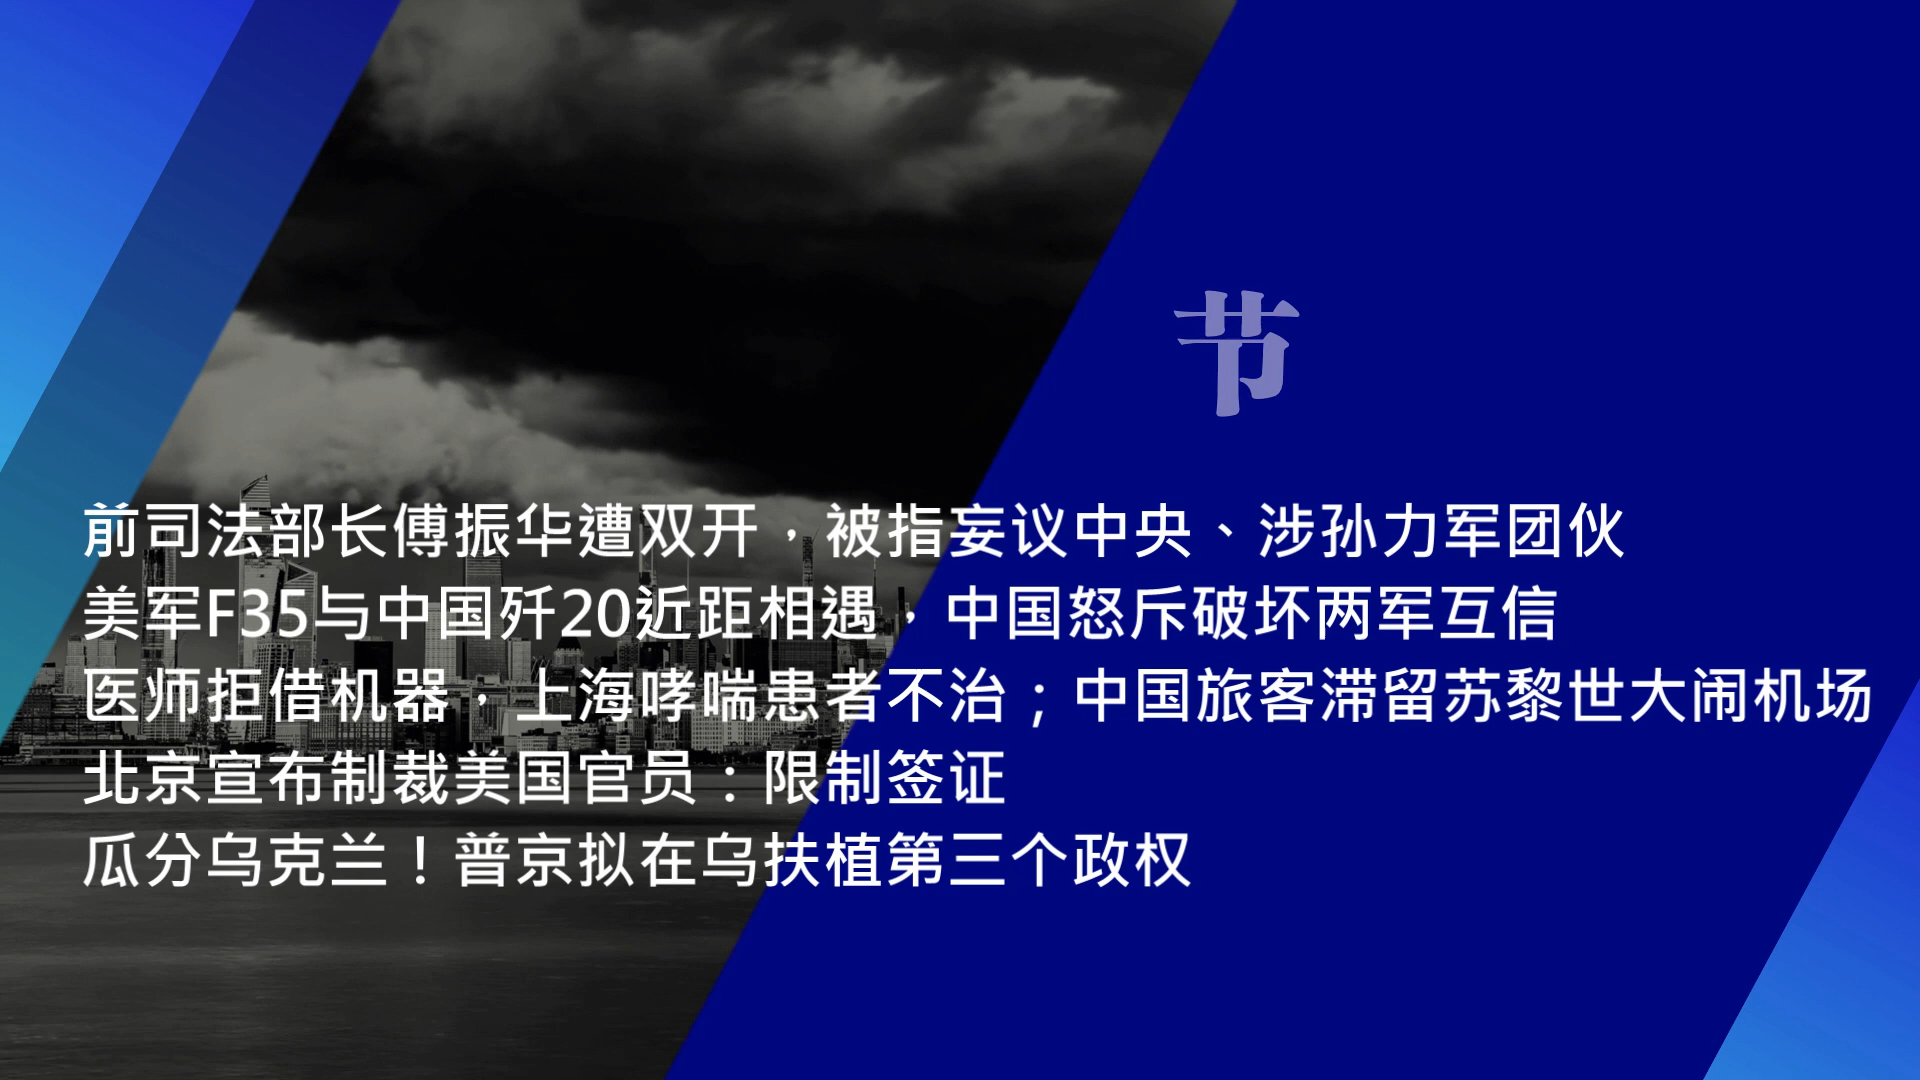 节
前司法部长傅振华遭双开，被指妄议中央、涉孙力军团伙
美军F35与中国歼20近距相遇，中国怒斥破坏两军互信
医师拒借机器，上海哮喘患者不治；中国旅客滞留苏黎世大闹机场
北京宣布制裁美国官员：限制签证
瓜分乌克兰！普京拟在乌扶植第三个政权